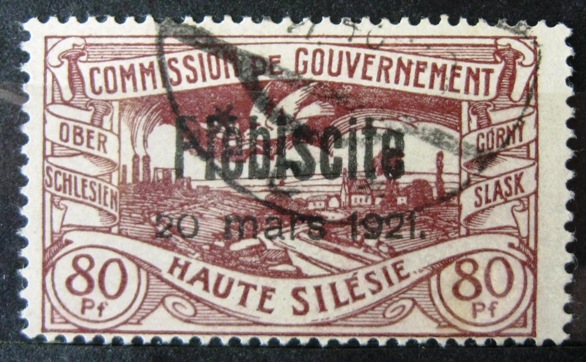 COMMISSION DE GOUVERNEMENT
OBER
SCHLESIEN
GORNY
SLASK
Plébiscite
20 mars 1921.
HAUTE SILÉSIE
80
Pf
80
Pf